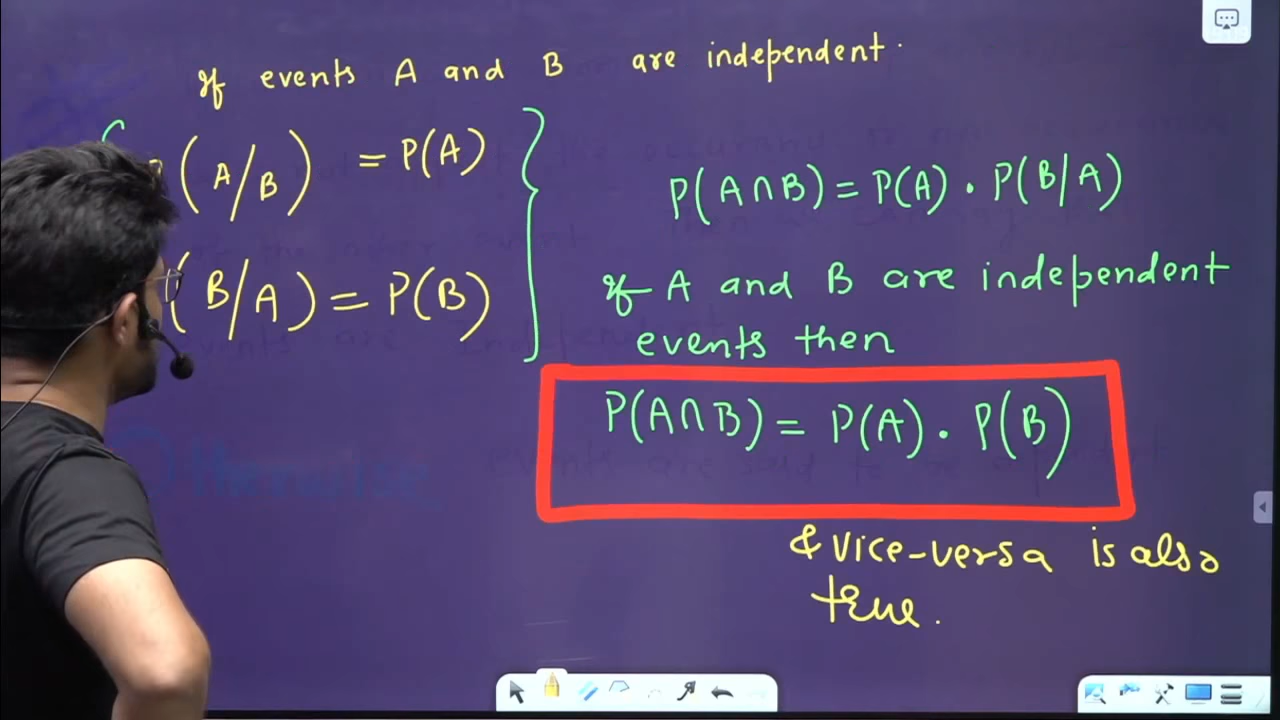 If events A and B are independent.
P(A/B) = P(A)
(B/A) = P(B)
P(A∩B) = P(A) · P(B/A)
If A and B are independent
events then
P(A∩B) = P(A) · P(B)
& vice-versa is also
true.